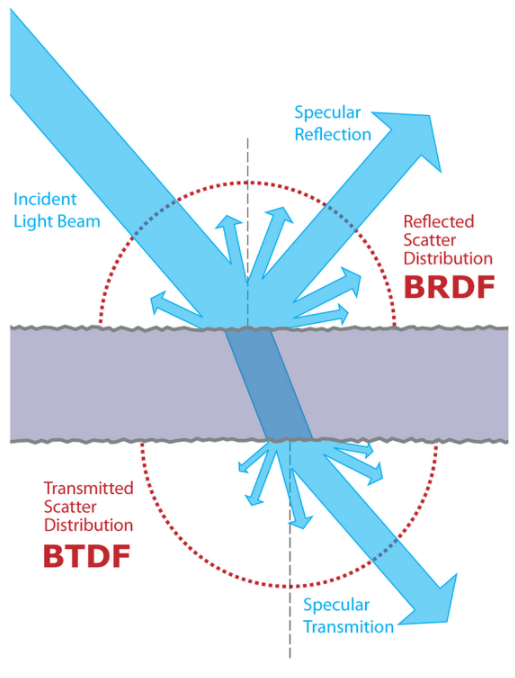 Specular
Reflection
Incident
Light Beam
Reflected
Scatter
Distribution
BRDF
Transmitted
Scatter
Distribution
BTDF
Specular
Transmition